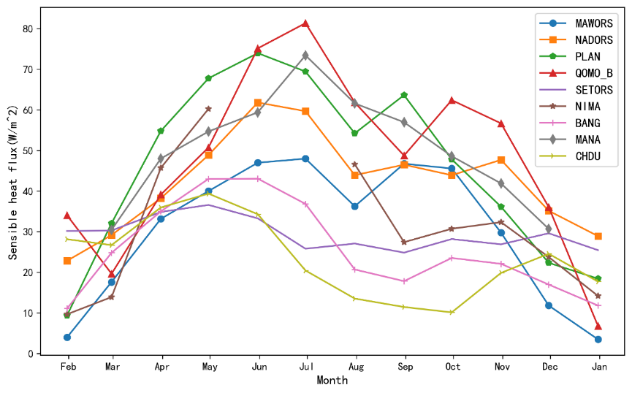 80
70
60
50
40
30
20
10
0
Sensible heat flux(W/m^2)
Feb Mar Apr May Jun Jul Aug Sep Oct Nov Dec Jan
Month
MAWORS
NADORS
PLAN
QOMO_B
SETORS
NIMA
BANG
MANA
CHDU